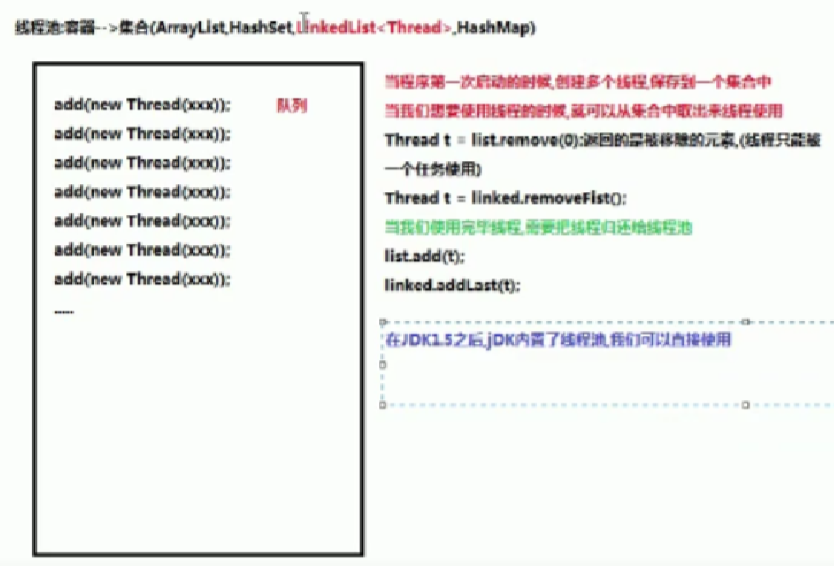 线程池:容器-->集合(ArrayList,HashSet,LinkedList<Thread>,HashMap)
add(new Thread(xxx)); 队列
add(new Thread(xxx));
add(new Thread(xxx));
add(new Thread(xxx));
add(new Thread(xxx));
add(new Thread(xxx));
add(new Thread(xxx));
.....
当程序第一次启动的时候,创建多个线程,保存到一个集合中
当我们想要使用线程的时候,就可以从集合中取出来线程使用
Thread t = list.remove(0);返回的是被移除的元素,(线程只能被
一个任务使用)
Thread t = linked.removeFist();
当我们使用完毕线程,需要把线程归还给线程池
list.add(t);
linked.addLast(t);
在JDK1.5之后,jDK内置了线程池,我们可以直接使用